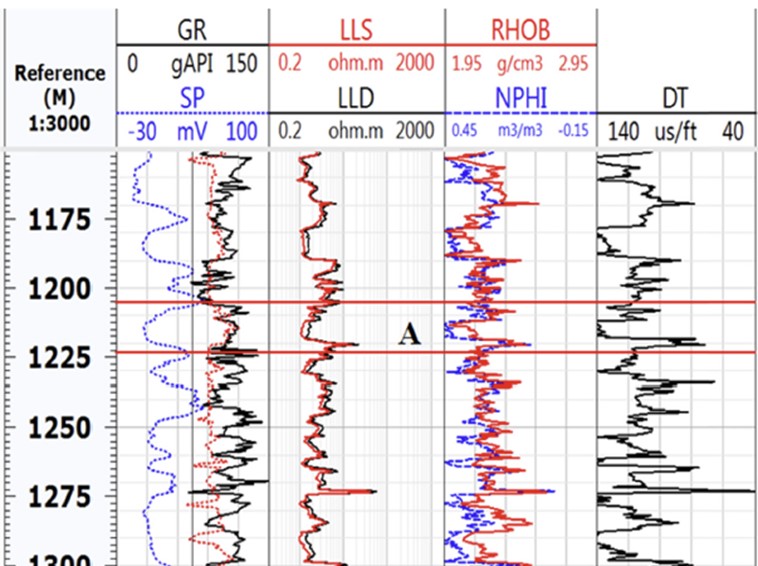 GR LLS RHOB
0 gAPI 150 0.2 ohm.m 2000 1.95 g/cm3 2.95
Reference
(M)
1:3000
SP LLD NPHI DT
-30 mV 100 0.2 ohm.m 2000 0.45 m3/m3 -0.15 140 us/ft 40
1175
1200
A
1225
1250
1275
1300